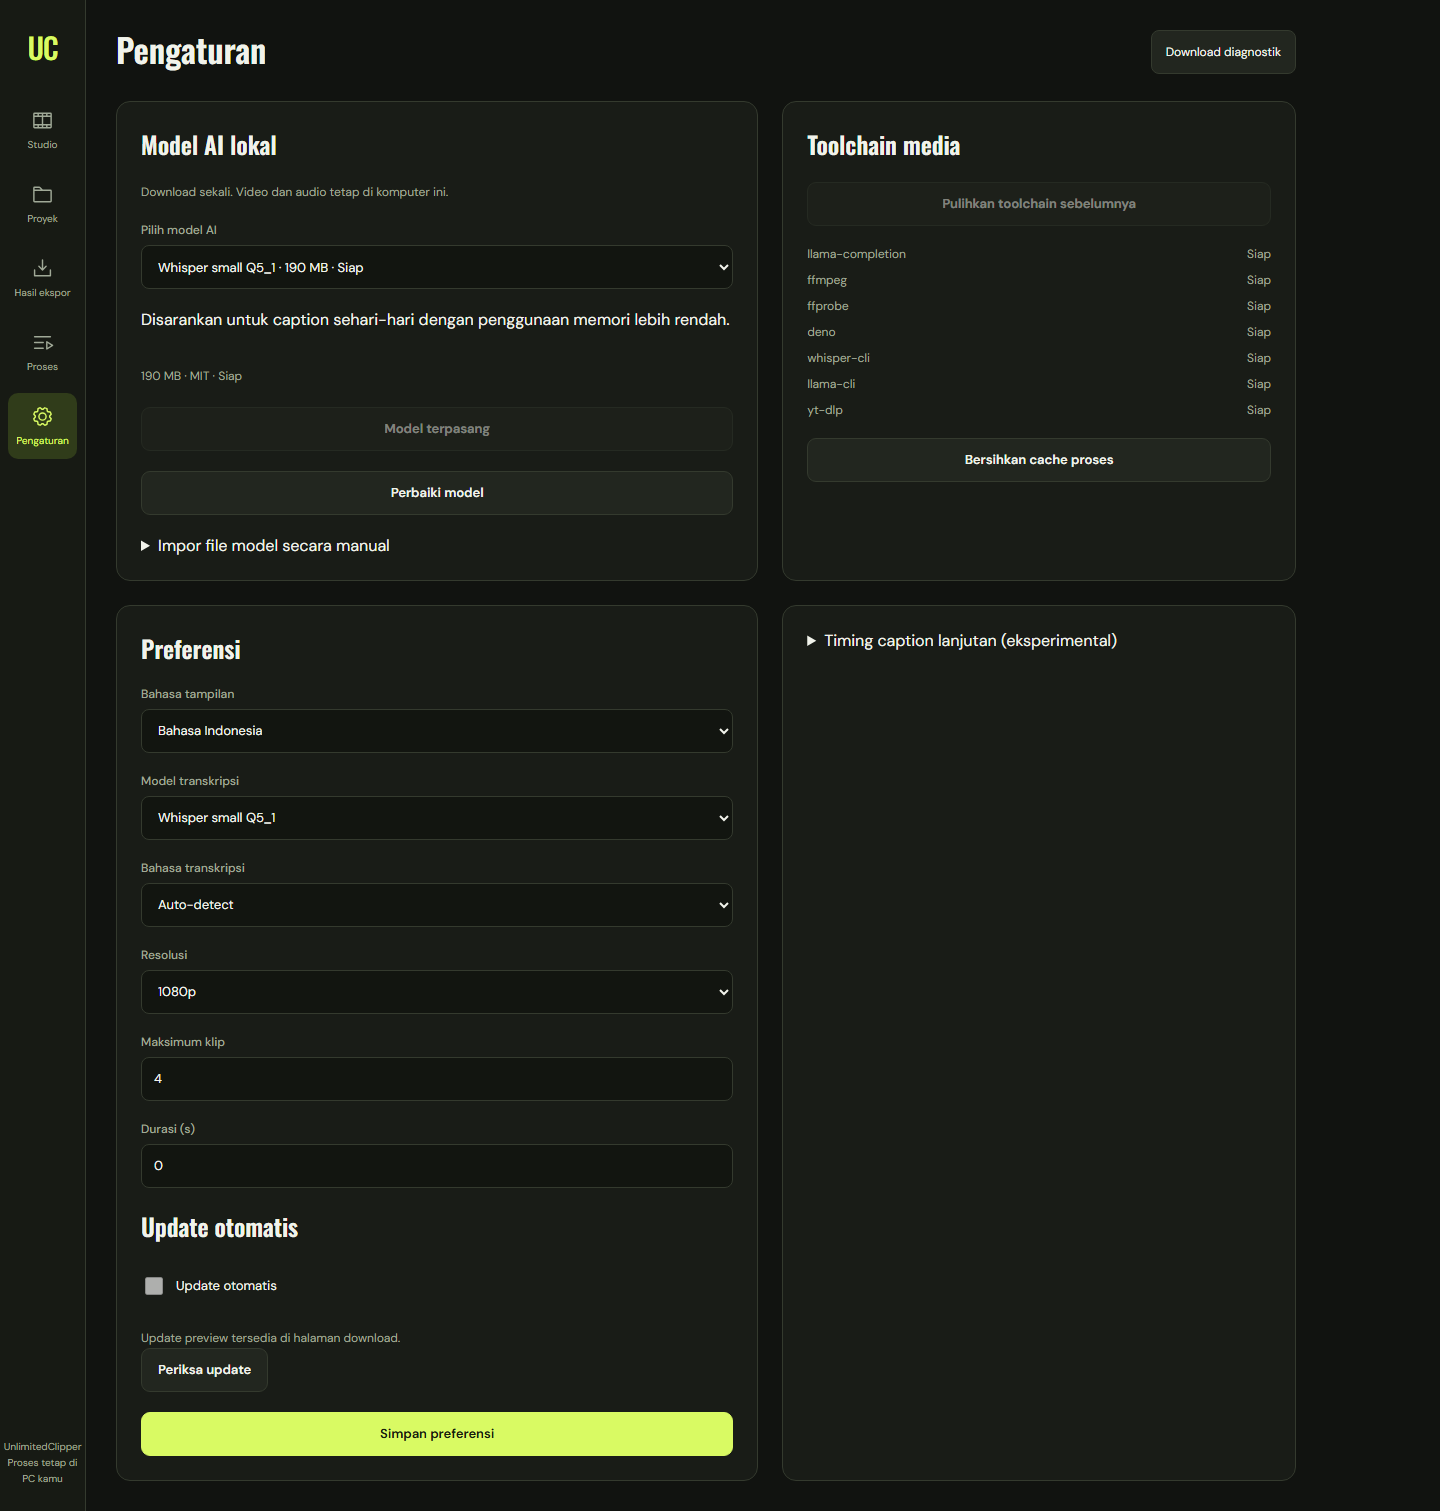 UC
Studio
Proyek
Hasil ekspor
Proses
Pengaturan
UnlimitedClipper
Proses tetap di
PC kamu
Pengaturan
Download diagnostik
Model AI lokal
Download sekali. Video dan audio tetap di komputer ini.
Pilih model AI
Whisper small Q5_1 · 190 MB · Siap
Disarankan untuk caption sehari-hari dengan penggunaan memori lebih rendah.
190 MB · MIT · Siap
Model terpasang
Perbaiki model
Impor file model secara manual
Toolchain media
Pulihkan toolchain sebelumnya
llama-completion Siap
ffmpeg Siap
ffprobe Siap
deno Siap
whisper-cli Siap
llama-cli Siap
yt-dlp Siap
Bersihkan cache proses
Preferensi
Bahasa tampilan
Bahasa Indonesia
Model transkripsi
Whisper small Q5_1
Bahasa transkripsi
Auto-detect
Resolusi
1080p
Maksimum klip
4
Durasi (s)
0
Update otomatis
Update otomatis
Update preview tersedia di halaman download.
Periksa update
Simpan preferensi
Timing caption lanjutan (eksperimental)